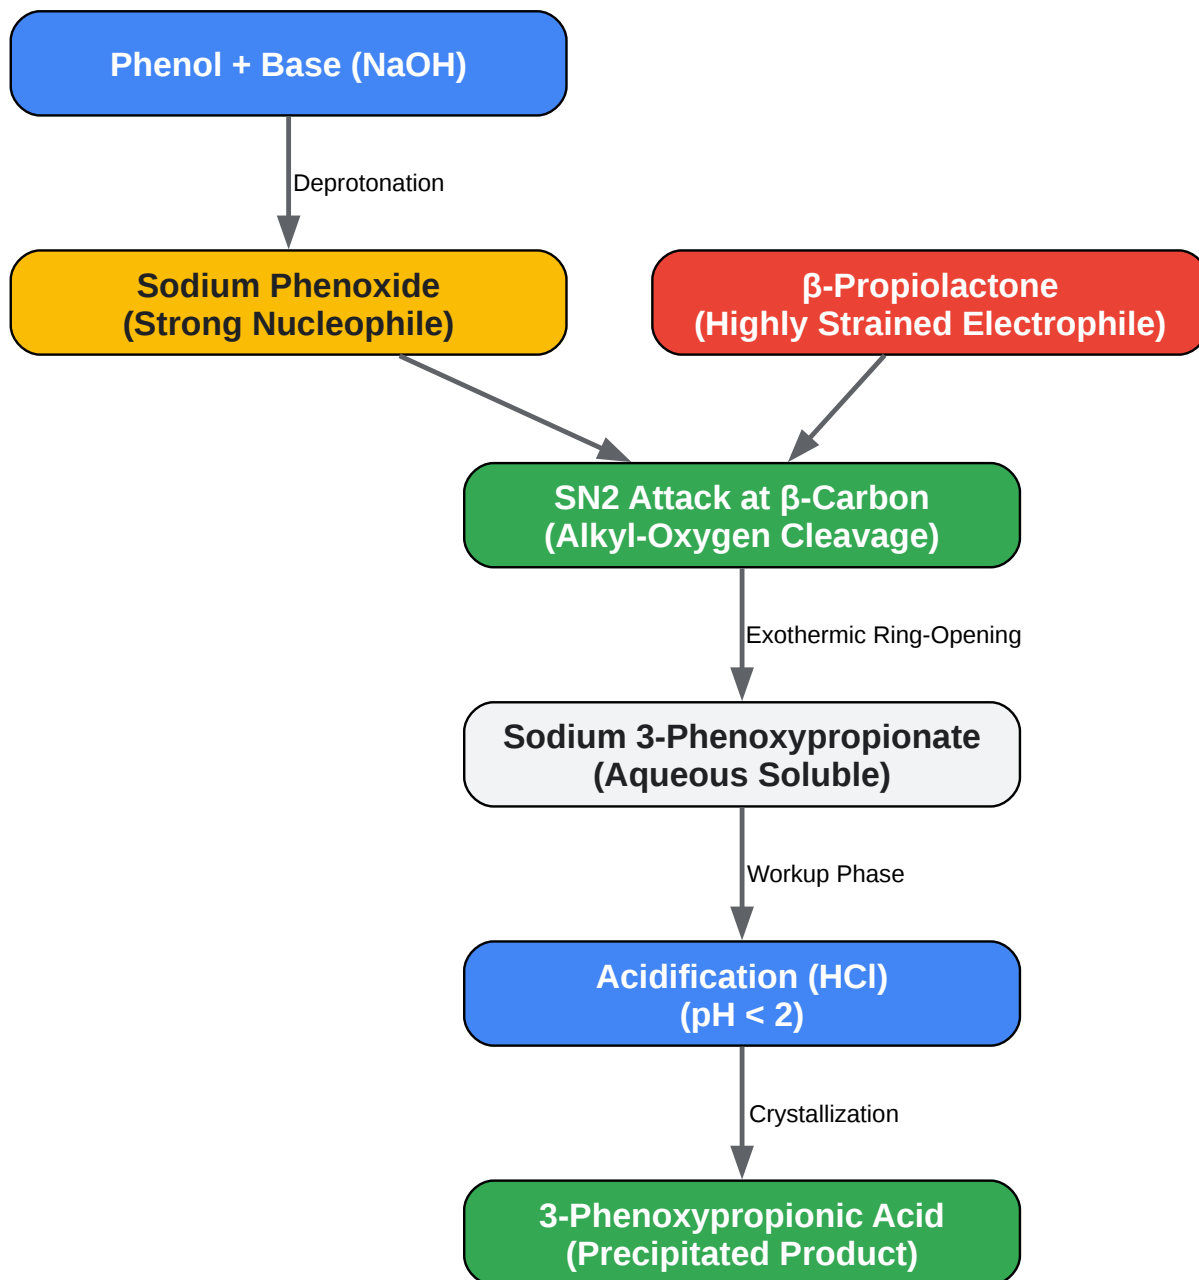 Phenol + Base (NaOH)
Deprotonation
Sodium Phenoxide
(Strong Nucleophile)
β-Propiolactone
(Highly Strained Electrophile)
SN2 Attack at β-Carbon
(Alkyl-Oxygen Cleavage)
Exothermic Ring-Opening
Sodium 3-Phenoxypropionate
(Aqueous Soluble)
Workup Phase
Acidification (HCl)
(pH < 2)
Crystallization
3-Phenoxypropionic Acid
(Precipitated Product)